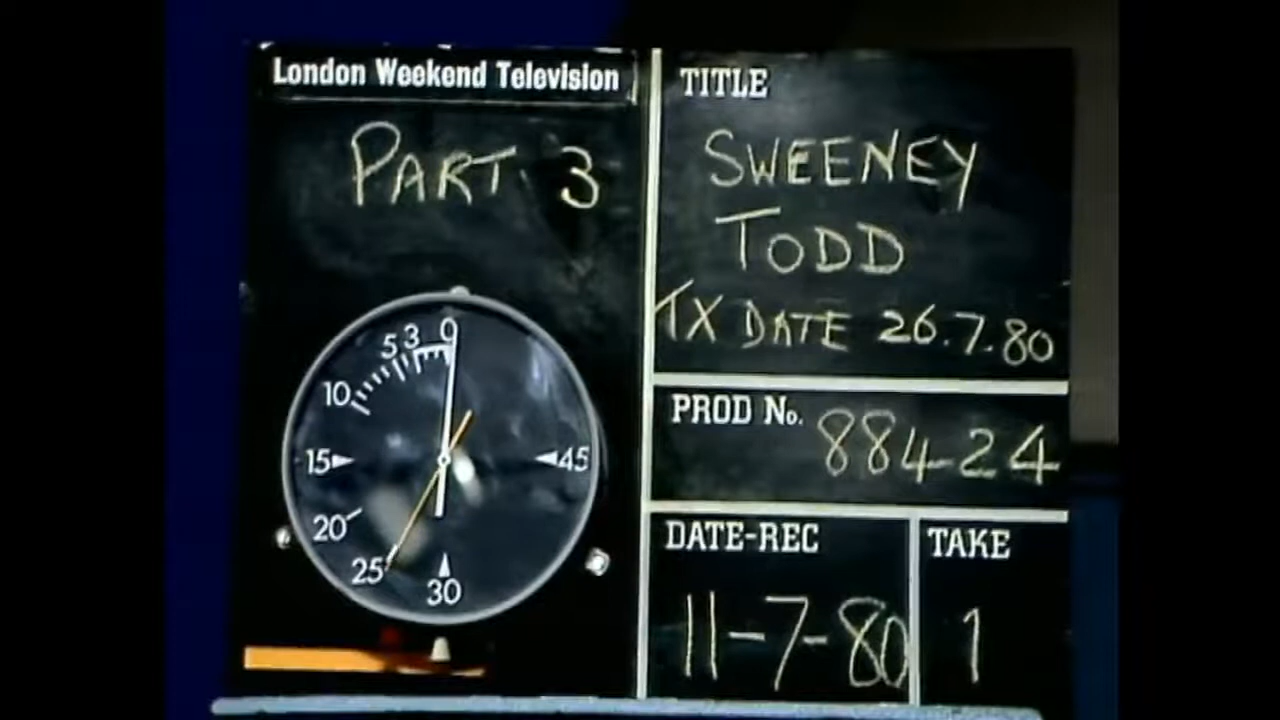 London Weekend Television
PART 3
5 3 0
10
15
45
20
25
30
TITLE
SWEENEY
TODD
TX DATE 26.7.80
PROD No. 884-24
DATE-REC
11-7-80
TAKE
1